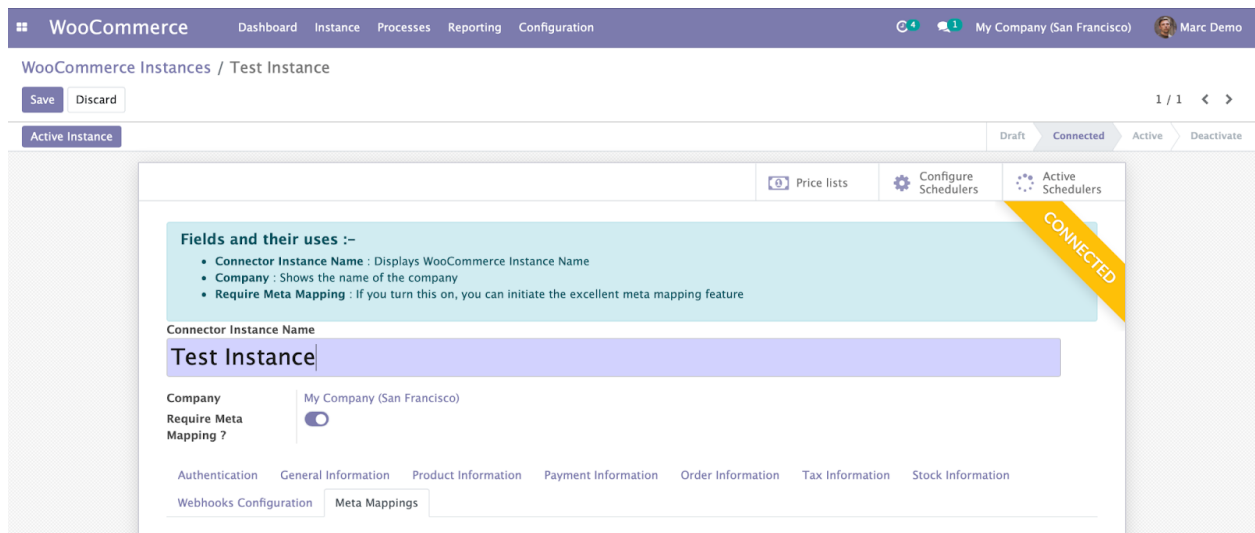 WooCommerce Dashboard Instance Processes Reporting Configuration 4 1 My Company (San Francisco) Marc Demo
WooCommerce Instances / Test Instance
Save Discard 1 / 1
Active Instance Draft Connected Active Deactivate
Price lists Configure Schedulers Active Schedulers
CONNECTED
Fields and their uses :-
• Connector Instance Name : Displays WooCommerce Instance Name
• Company : Shows the name of the company
• Require Meta Mapping : If you turn this on, you can initiate the excellent meta mapping feature
Connector Instance Name
Test Instance
Company My Company (San Francisco)
Require Meta
Mapping ?
Authentication General Information Product Information Payment Information Order Information Tax Information Stock Information
Webhooks Configuration Meta Mappings